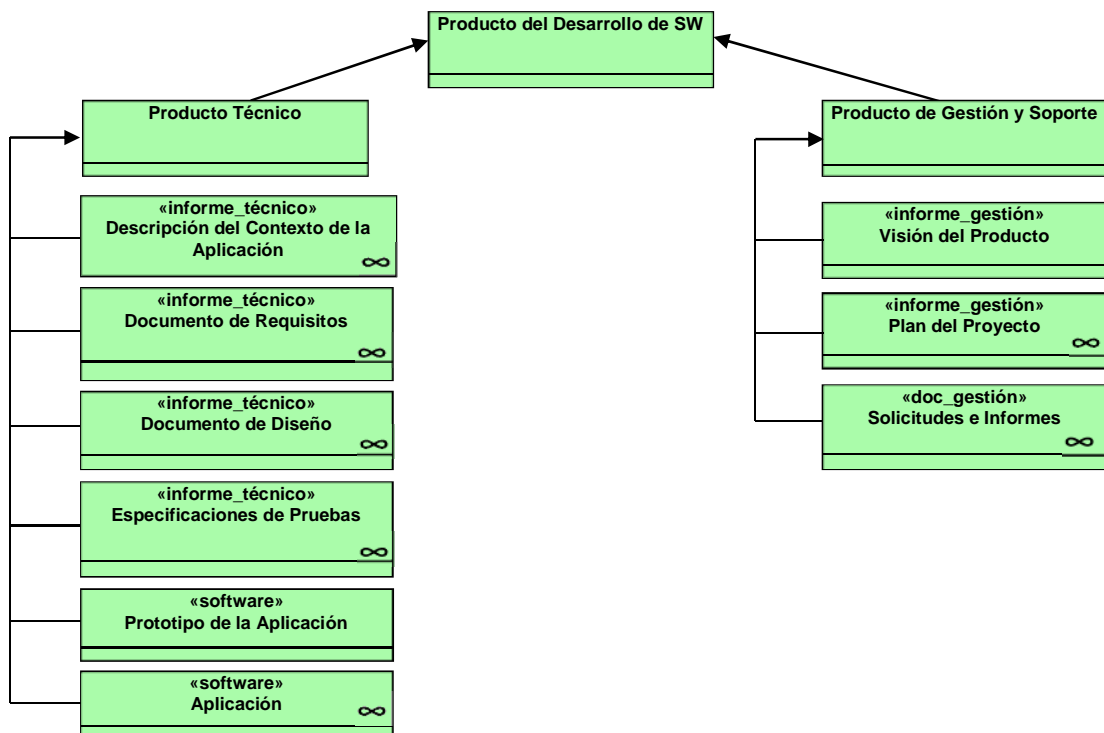 Producto del Desarrollo de SW
Producto Técnico
«informe_técnico»
Descripción del Contexto de la
Aplicación
∞
«informe_técnico»
Documento de Requisitos
∞
«informe_técnico»
Documento de Diseño
∞
«informe_técnico»
Especificaciones de Pruebas
∞
«software»
Prototipo de la Aplicación
«software»
Aplicación
∞
Producto de Gestión y Soporte
«informe_gestión»
Visión del Producto
«informe_gestión»
Plan del Proyecto
∞
«doc_gestión»
Solicitudes e Informes
∞